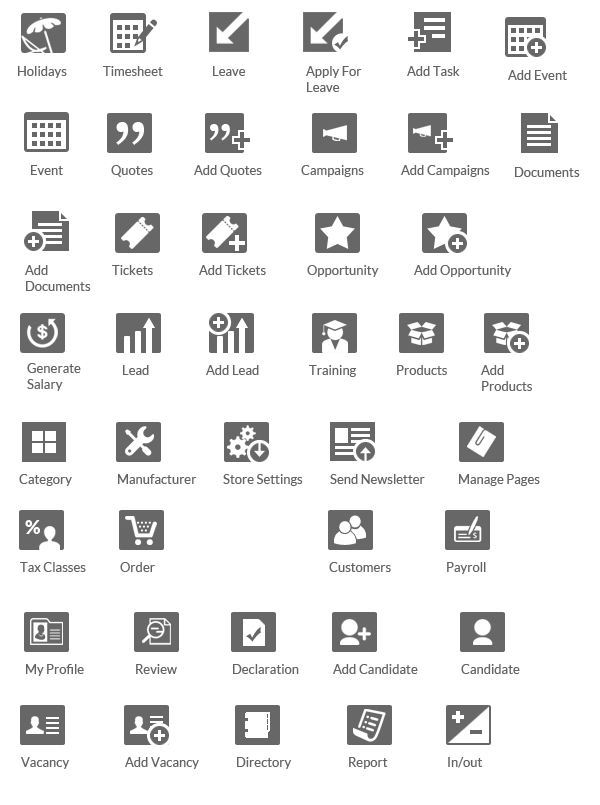 Holidays
Timesheet
Leave
Apply For
Leave
Add Task
Add Event
Event
Quotes
Add Quotes
Campaigns
Add Campaigns
Documents
Add
Documents
Tickets
Add Tickets
Opportunity
Add Opportunity
Generate
Salary
Lead
Add Lead
Training
Products
Add
Products
Category
Manufacturer
Store Settings
Send Newsletter
Manage Pages
Tax Classes
Order
Customers
Payroll
My Profile
Review
Declaration
Add Candidate
Candidate
Vacancy
Add Vacancy
Directory
Report
In/out